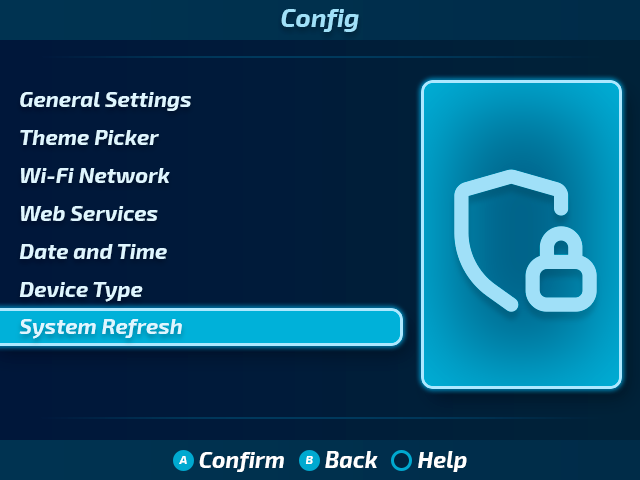 Config
General Settings
Theme Picker
Wi-Fi Network
Web Services
Date and Time
Device Type
System Refresh
A Confirm B Back Help